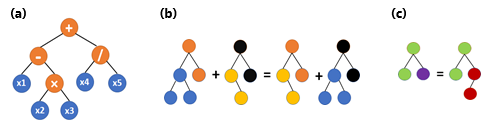 (a) (b) (c)
+
- /
x1 × x4 x5
x2 x3
+ = +
=